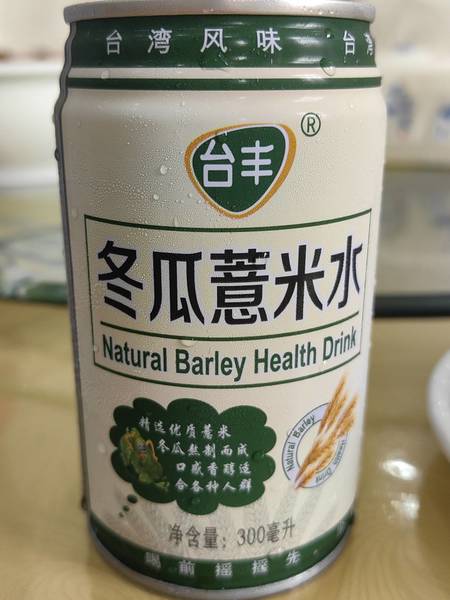 台湾风味 台湾
®
台丰
冬瓜薏米水
Natural Barley Health Drink
精选优质薏米
冬瓜熬制而成
口感香醇适
合各种人群
Natural Barley
Health Drink
净含量：300毫升
喝前摇摇先